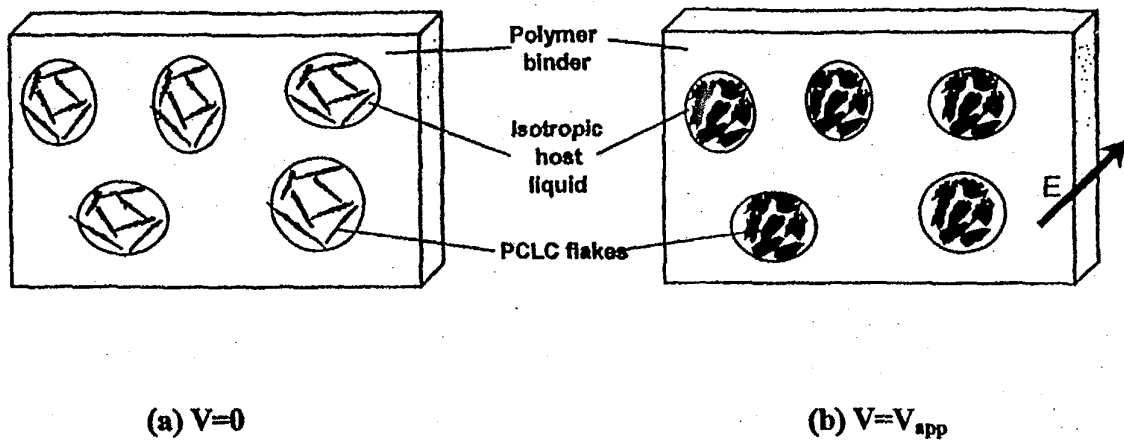 Polymer
binder
Isotropic
host
liquid
PCLC flakes
E
(a) V=0
(b) V=V_app